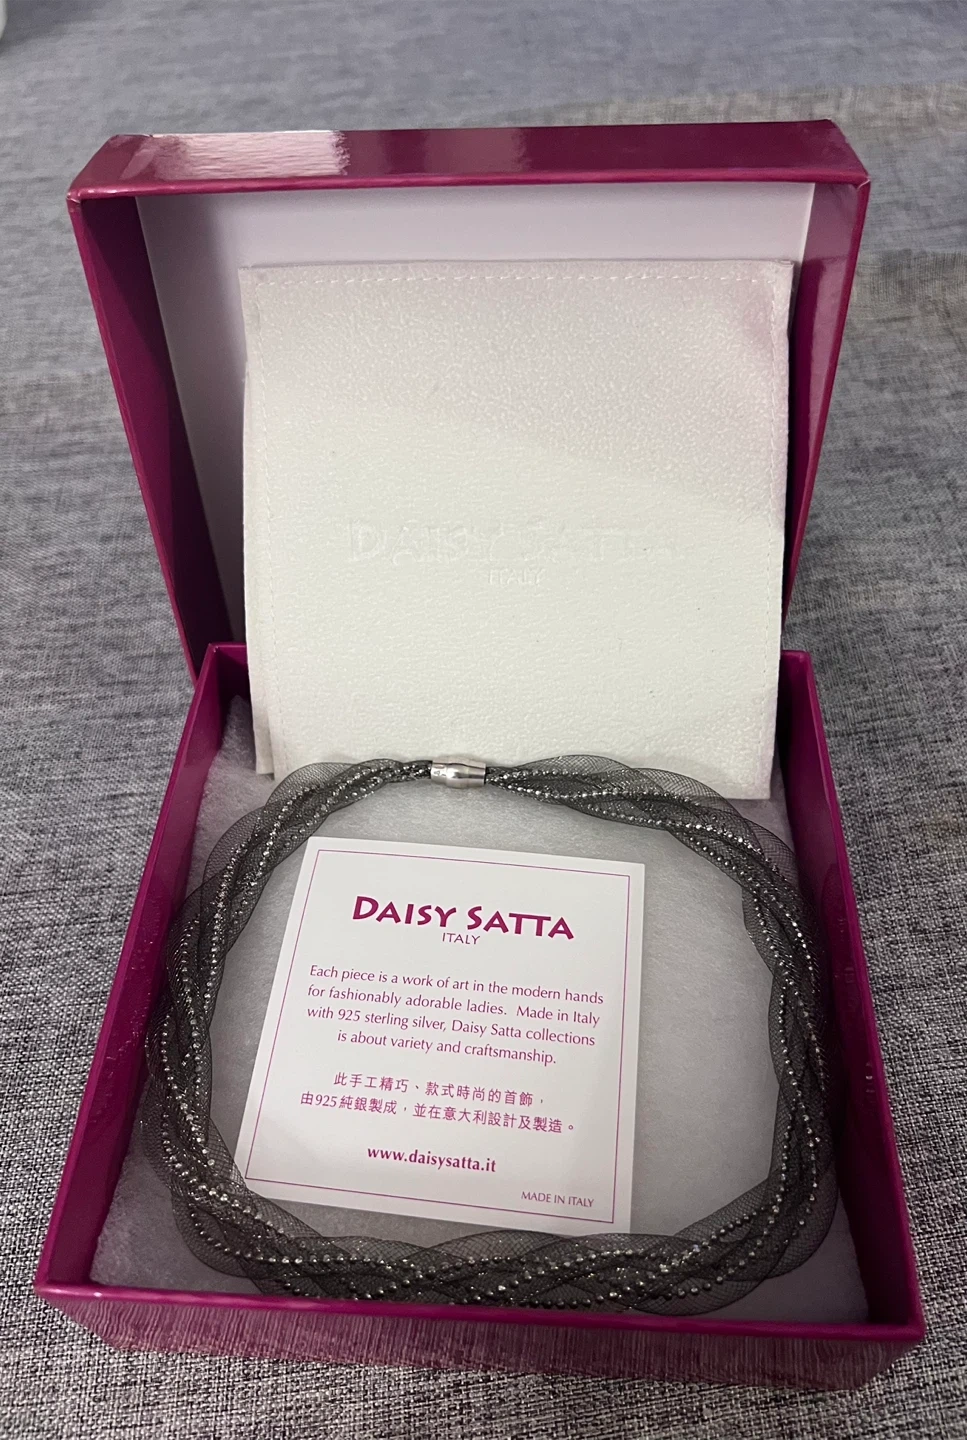 DAISY SATTA
ITALY
DAISY SATTA
ITALY
Each piece is a work of art in the modern hands
for fashionably adorable ladies. Made in Italy
with 925 sterling silver, Daisy Satta collections
is about variety and craftsmanship.
此手工精巧、款式時尚的首飾，
由925純銀製成，並在意大利設計及製造。
www.daisysatta.it
MADE IN ITALY